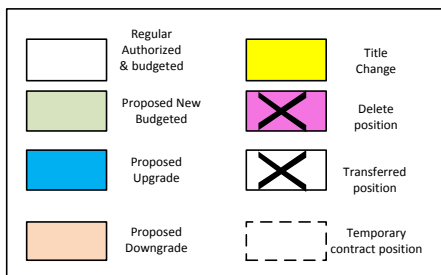 Regular
Authorized
& budgeted
Title
Change
Proposed New
Budgeted
Delete
position
Proposed
Upgrade
Transferred
position
Proposed
Downgrade
Temporary
contract position